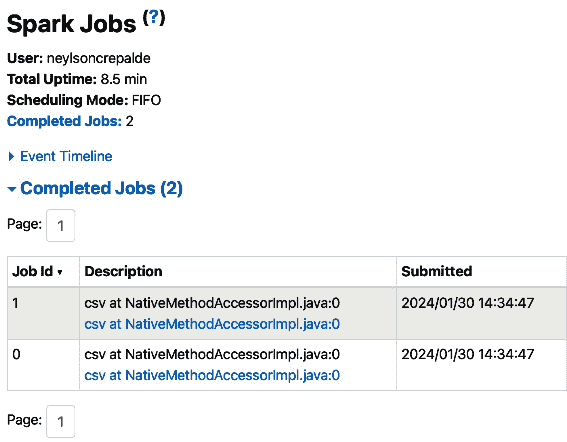 Spark Jobs (?)
User: neylsoncrepalde
Total Uptime: 8.5 min
Scheduling Mode: FIFO
Completed Jobs: 2
Event Timeline
Completed Jobs (2)
Page: 1
Job Id ▾ Description Submitted
1 csv at NativeMethodAccessorImpl.java:0 2024/01/30 14:34:47
csv at NativeMethodAccessorImpl.java:0
0 csv at NativeMethodAccessorImpl.java:0 2024/01/30 14:34:47
csv at NativeMethodAccessorImpl.java:0
Page: 1